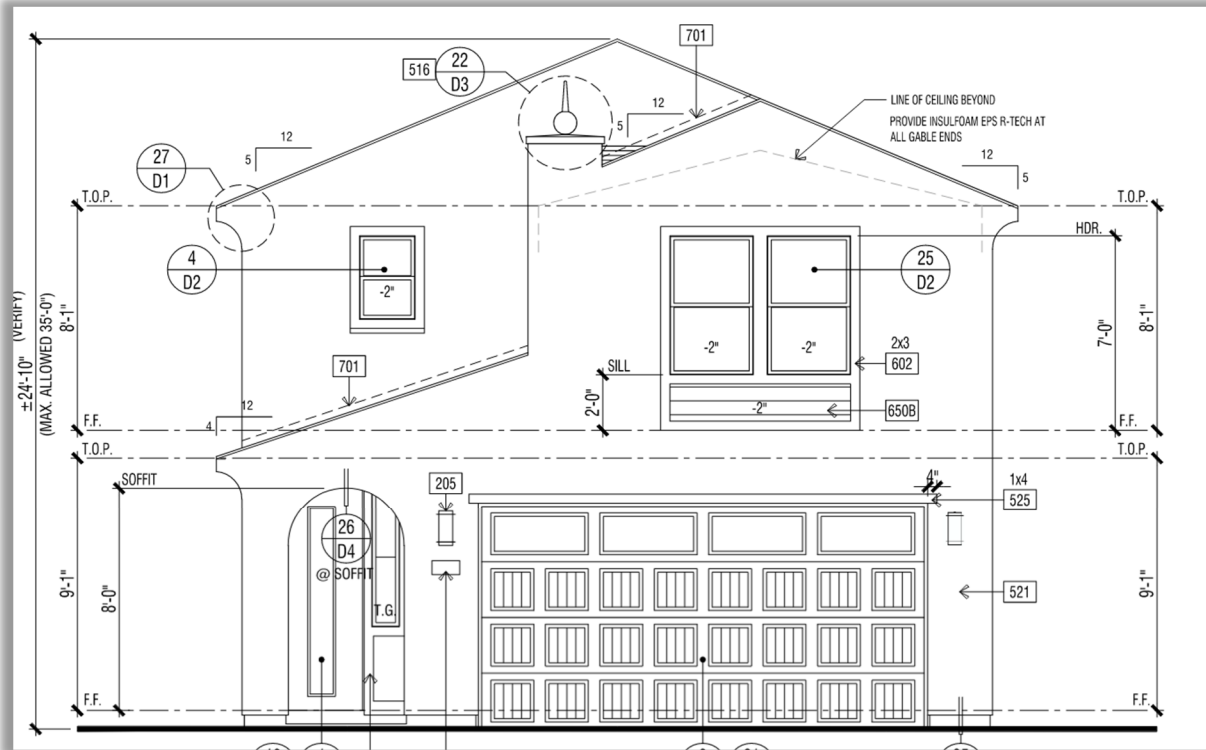 701
22
516
D3
12
5
LINE OF CEILING BEYOND
PROVIDE INSULFOAM EPS R-TECH AT
ALL GABLE ENDS
12
5
12
5
27
D1
T.O.P.
T.O.P.
HDR.
4
D2
-2"
25
D2
±24'-10" (VERIFY)
(MAX. ALLOWED 35'-0")
8'-1"
7'-0"
8'-1"
-2"
-2"
2x3
602
701
SILL
2'-0"
-2"
650B
12
4
F.F.
F.F.
T.O.P.
T.O.P.
SOFFIT
205
4"
1x4
525
26
D4
@ SOFFIT
T.G.
9'-1"
8'-0"
521
9'-1"
F.F.
F.F.